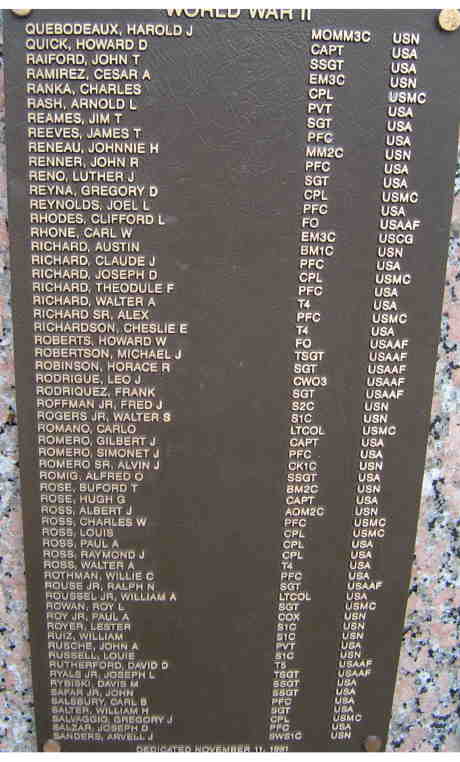 WORLD WAR II
QUEBODEAUX, HAROLD J MOMM3C USN
QUICK, HOWARD D CAPT USA
RAIFORD, JOHN T SSGT USA
RAMIREZ, CESAR A EM3C USN
RANKA, CHARLES CPL USMC
RASH, ARNOLD L PVT USA
REAMES, JIM T SGT USA
REEVES, JAMES T PFC USA
RENEAU, JOHNNIE H MM2C USN
RENNER, JOHN R PFC USA
RENO, LUTHER J SGT USA
REYNA, GREGORY D CPL USMC
REYNOLDS, JOEL L PFC USA
RHODES, CLIFFORD L FO USAAF
RHONE, CARL W EM3C USCG
RICHARD, AUSTIN BM1C USN
RICHARD, CLAUDE J PFC USA
RICHARD, JOSEPH D CPL USMC
RICHARD, THEODULE F PFC USA
RICHARD, WALTER A T4 USA
RICHARD SR, ALEX PFC USMC
RICHARDSON, CHESLIE E T4 USA
ROBERTS, HOWARD W FO USAAF
ROBERTSON, MICHAEL J TSGT USAAF
ROBINSON, HORACE R SGT USAAF
RODRIGUE, LEO J CWO3 USAAF
RODRIQUEZ, FRANK SGT USAAF
ROFFMAN JR, FRED J S2C USN
ROGERS JR, WALTER S S1C USN
ROMANO, CARLO LTCOL USMC
ROMERO, GILBERT J CAPT USA
ROMERO, SIMONET J PFC USA
ROMERO SR, ALVIN J CK1C USN
ROMIG, ALFRED O SSGT USA
ROSE, BUFORD T BM2C USN
ROSE, HUGH G CAPT USA
ROSS, ALBERT J AOM2C USN
ROSS, CHARLES W PFC USMC
ROSS, LOUIS CPL USMC
ROSS, PAUL A CPL USA
ROSS, RAYMOND J CPL USA
ROSS, WALTER A T4 USA
ROTHMAN, WILLIE C PFC USA
ROUSE JR, RALPH N SGT USAAF
ROUSSEL JR, WILLIAM A LTCOL USA
ROWAN, ROY L SGT USMC
ROY JR, PAUL A COX USN
ROYER, LESTER S1C USN
RUIZ, WILLIAM S1C USN
RUSCHE, JOHN A PVT USA
RUSSELL, LOUIE S1C USN
RUTHERFORD, DAVID D T5 USAAF
RYALS JR, JOSEPH L TSGT USAAF
RYBISKI, DAVIS M SSGT USA
SAFAR JR, JOHN SSGT USA
SALSBURY, CARL B PFC USA
SALTER, WILLIAM H SGT USA
SALVAGGIO, GREGORY J CPL USMC
SALZAR, JOSEPH D PFC USA
SANDERS, ARVELL J SWS1C USN
DEDICATED NOVEMBER 11, 1991